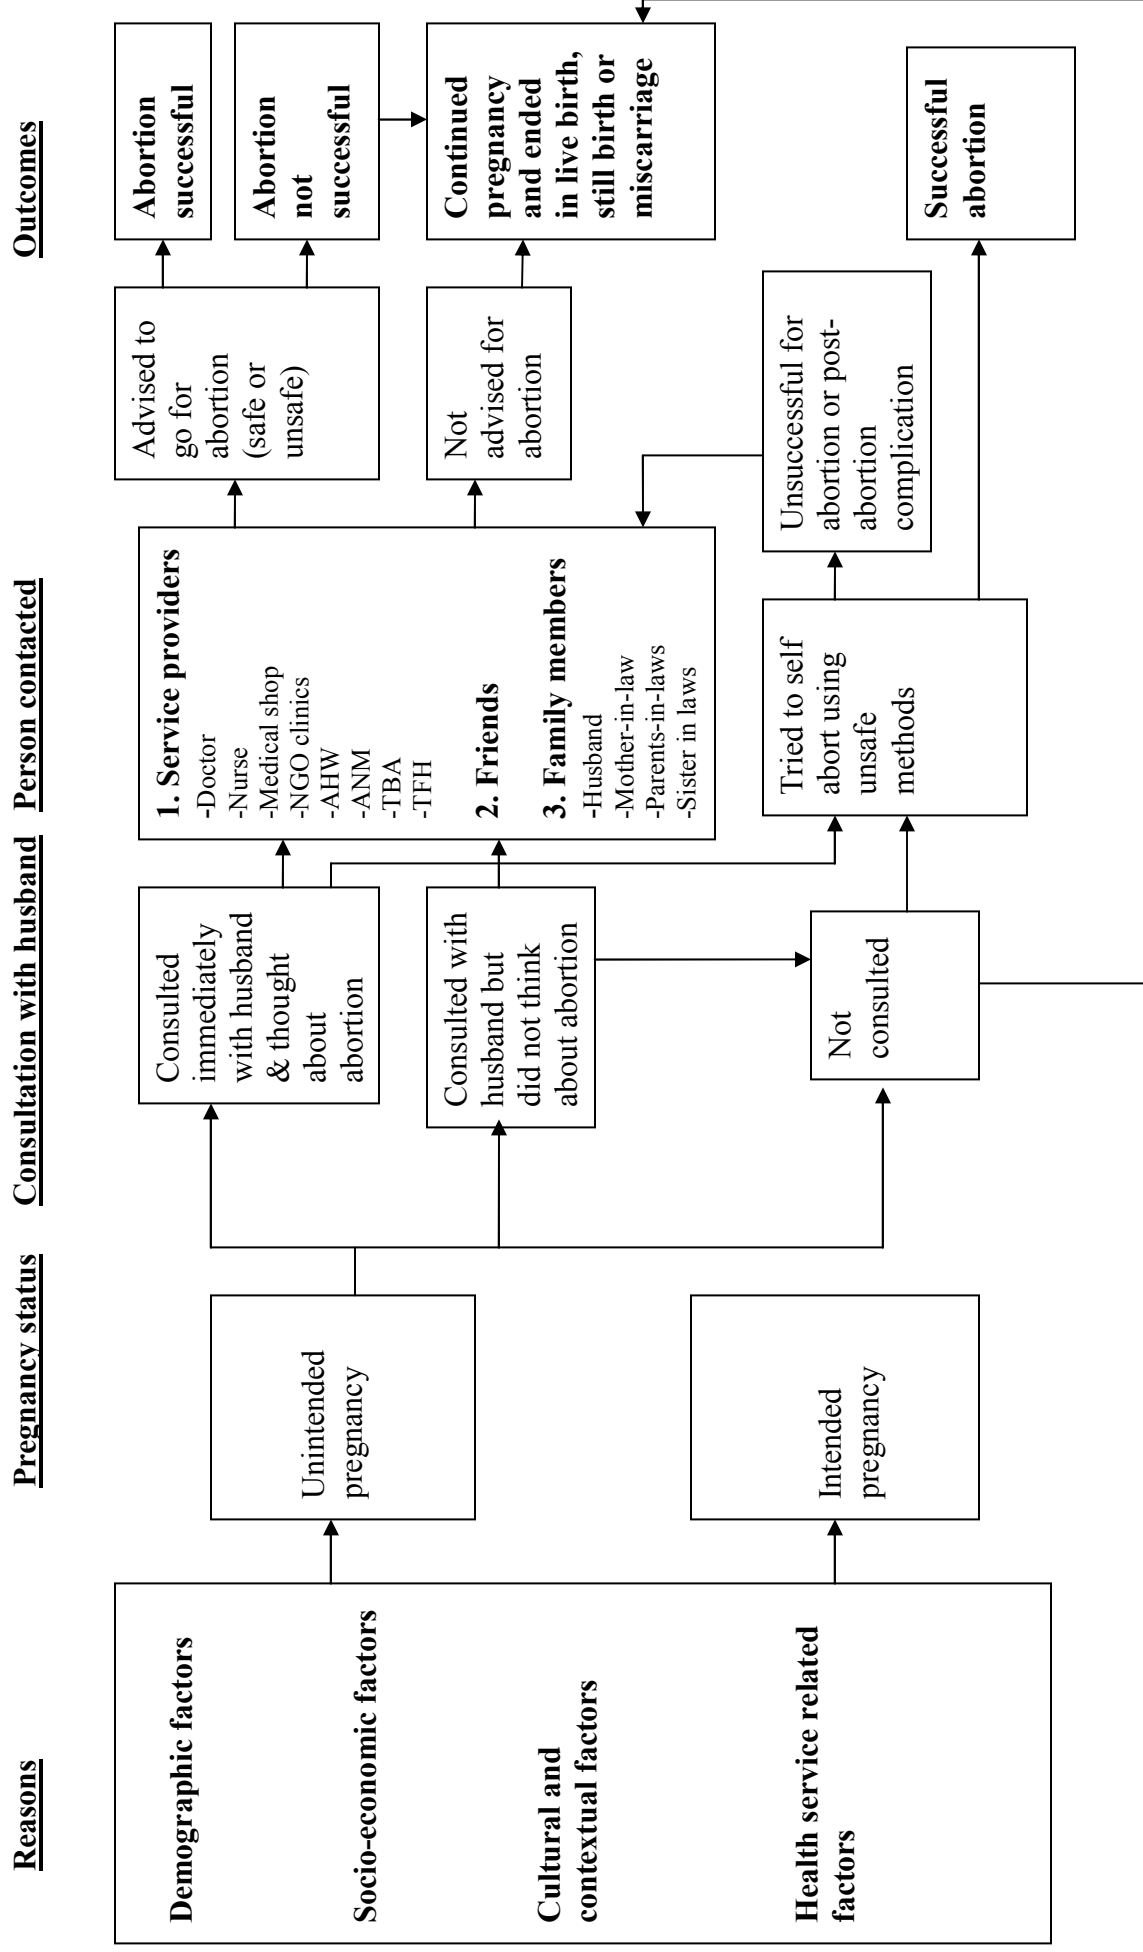 Reasons
Pregnancy status
Consultation with husband
Person contacted
Outcomes
Demographic factors
Socio-economic factors
Cultural and
contextual factors
Health service related
factors
Unintended
pregnancy
Intended
pregnancy
Consulted
immediately
with husband
& thought
about
abortion
Consulted with
husband but
did not think
about abortion
Not
consulted
1. Service providers
-Doctor
-Nurse
-Medical shop
-NGO clinics
-AHW
-ANM
-TBA
-TFH
2. Friends
3. Family members
-Husband
-Mother-in-law
-Parents-in-laws
-Sister in laws
Tried to self
abort using
unsafe
methods
Advised to
go for
abortion
(safe or
unsafe)
Not
advised for
abortion
Unsuccessful for
abortion or post-
abortion
complication
Abortion
successful
Abortion
not
successful
Continued
pregnancy
and ended
in live birth,
still birth or
miscarriage
Successful
abortion